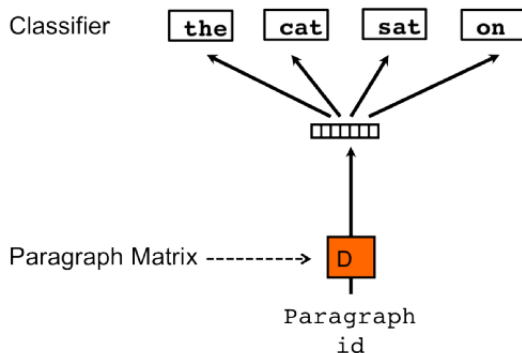 Classifier
the cat sat on
Paragraph Matrix
D
Paragraph
id